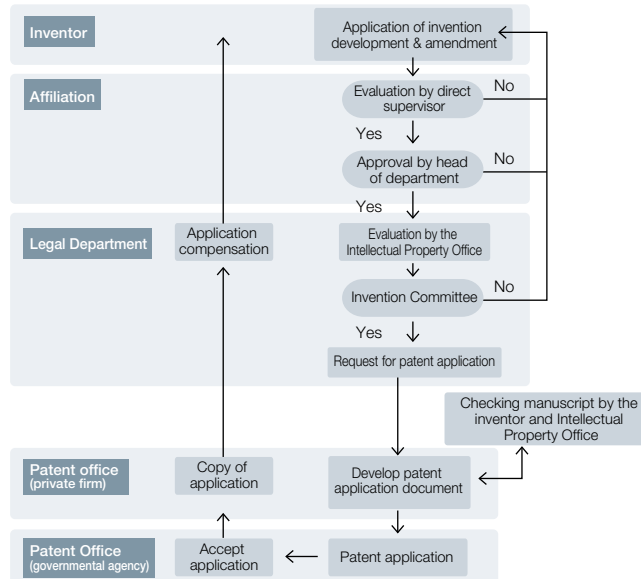 Inventor
Application of invention
development & amendment
Affiliation
Evaluation by direct
supervisor
No
Yes
Approval by head
of department
No
Yes
Legal Department
Application
compensation
Evaluation by the
Intellectual Property Office
Invention Committee
No
Yes
Request for patent application
Checking manuscript by the
inventor and Intellectual
Property Office
Patent office
(private firm)
Copy of
application
Develop patent
application document
Patent Office
(governmental agency)
Accept
application
Patent application